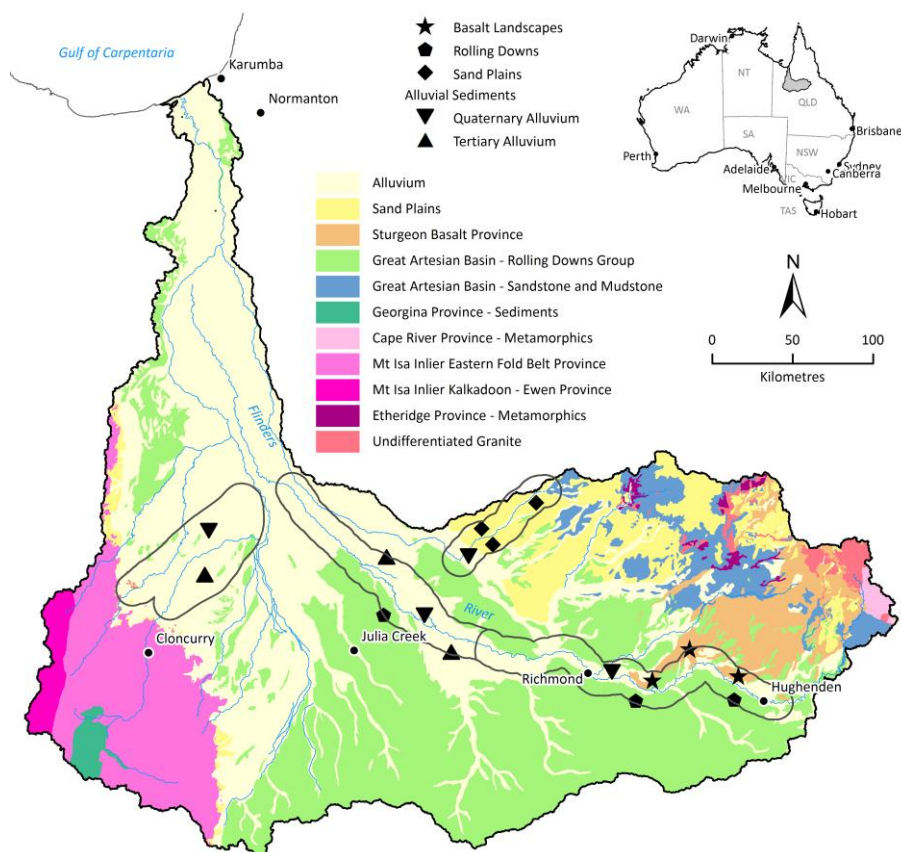 Gulf of Carpentaria
Karumba
Normanton
Basalt Landscapes
Rolling Downs
Sand Plains
Alluvial Sediments
Quaternary Alluvium
Tertiary Alluvium
Darwin
NT
WA
QLD
SA
Brisbane
NSW
Perth
Adelaide
Sydney
Canberra
VIC
Melbourne
TAS
Hobart
Alluvium
Sand Plains
Sturgeon Basalt Province
Great Artesian Basin - Rolling Downs Group
Great Artesian Basin - Sandstone and Mudstone
Georgina Province - Sediments
Cape River Province - Metamorphics
Mt Isa Inlier Eastern Fold Belt Province
Mt Isa Inlier Kalkadoon - Ewen Province
Etheridge Province - Metamorphics
Undifferentiated Granite
N
0 50 100
Kilometres
Flinders
River
Cloncurry
Julia Creek
Richmond
Hughenden